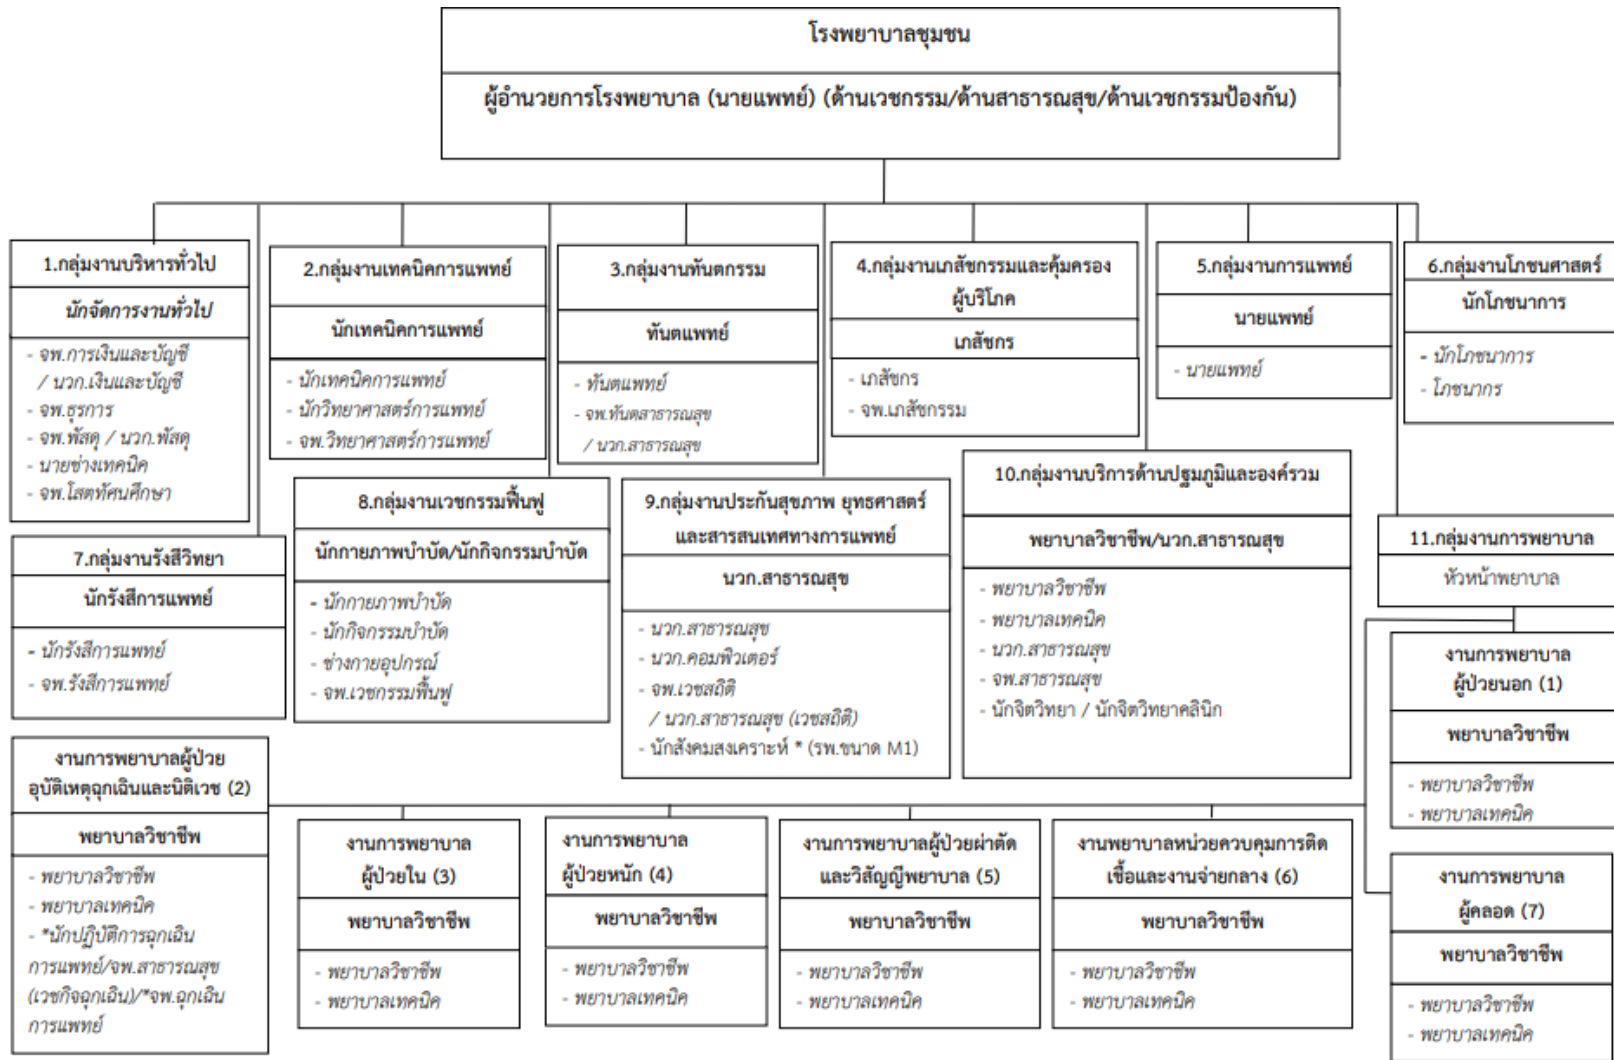 โรงพยาบาลชุมชน
ผู้อำนวยการโรงพยาบาล (นายแพทย์) (ด้านเวชกรรม/ด้านสาธารณสุข/ด้านเวชกรรมป้องกัน)
1.กลุ่มงานบริหารทั่วไป
นักจัดการงานทั่วไป
- จพ.การเงินและบัญชี
/ นวก.เงินและบัญชี
- จพ.ธุรการ
- จพ.พัสดุ / นวก.พัสดุ
- นายช่างเทคนิค
- จพ.โสตทัศนศึกษา
2.กลุ่มงานเทคนิคการแพทย์
นักเทคนิคการแพทย์
- นักเทคนิคการแพทย์
- นักวิทยาศาสตร์การแพทย์
- จพ.วิทยาศาสตร์การแพทย์
3.กลุ่มงานทันตกรรม
ทันตแพทย์
- ทันตแพทย์
- จพ.ทันตสาธารณสุข
/ นวก.สาธารณสุข
4.กลุ่มงานเภสัชกรรมและคุ้มครอง
ผู้บริโภค
เภสัชกร
- เภสัชกร
- จพ.เภสัชกรรม
5.กลุ่มงานการแพทย์
นายแพทย์
- นายแพทย์
6.กลุ่มงานโภชนศาสตร์
นักโภชนาการ
- นักโภชนาการ
- โภชนากร
7.กลุ่มงานรังสีวิทยา
นักรังสีการแพทย์
- นักรังสีการแพทย์
- จพ.รังสีการแพทย์
8.กลุ่มงานเวชกรรมฟื้นฟู
นักกายภาพบำบัด/นักกิจกรรมบำบัด
- นักกายภาพบำบัด
- นักกิจกรรมบำบัด
- ช่างกายอุปกรณ์
- จพ.เวชกรรมฟื้นฟู
9.กลุ่มงานประกันสุขภาพ ยุทธศาสตร์
และสารสนเทศทางการแพทย์
นวก.สาธารณสุข
- นวก.สาธารณสุข
- นวก.คอมพิวเตอร์
- จพ.เวชสถิติ
/ นวก.สาธารณสุข (เวชสถิติ)
- นักสังคมสงเคราะห์ * (รพ.ขนาด M1)
10.กลุ่มงานบริการด้านปฐมภูมิและองค์รวม
พยาบาลวิชาชีพ/นวก.สาธารณสุข
- พยาบาลวิชาชีพ
- พยาบาลเทคนิค
- นวก.สาธารณสุข
- จพ.สาธารณสุข
- นักจิตวิทยา / นักจิตวิทยาคลินิก
11.กลุ่มงานการพยาบาล
หัวหน้าพยาบาล
งานการพยาบาล
ผู้ป่วยนอก (1)
พยาบาลวิชาชีพ
- พยาบาลวิชาชีพ
- พยาบาลเทคนิค
งานการพยาบาลผู้ป่วย
อุบัติเหตุฉุกเฉินและนิติเวช (2)
พยาบาลวิชาชีพ
- พยาบาลวิชาชีพ
- พยาบาลเทคนิค
- *นักปฏิบัติการฉุกเฉิน
การแพทย์/จพ.สาธารณสุข
(เวชกิจฉุกเฉิน)/*จพ.ฉุกเฉิน
การแพทย์
งานการพยาบาล
ผู้ป่วยใน (3)
พยาบาลวิชาชีพ
- พยาบาลวิชาชีพ
- พยาบาลเทคนิค
งานการพยาบาล
ผู้ป่วยหนัก (4)
พยาบาลวิชาชีพ
- พยาบาลวิชาชีพ
- พยาบาลเทคนิค
งานการพยาบาลผู้ป่วยผ่าตัด
และวิสัญญีพยาบาล (5)
พยาบาลวิชาชีพ
- พยาบาลวิชาชีพ
- พยาบาลเทคนิค
งานพยาบาลหน่วยควบคุมการติด
เชื้อและงานจ่ายกลาง (6)
พยาบาลวิชาชีพ
- พยาบาลวิชาชีพ
- พยาบาลเทคนิค
งานการพยาบาล
ผู้คลอด (7)
พยาบาลวิชาชีพ
- พยาบาลวิชาชีพ
- พยาบาลเทคนิค